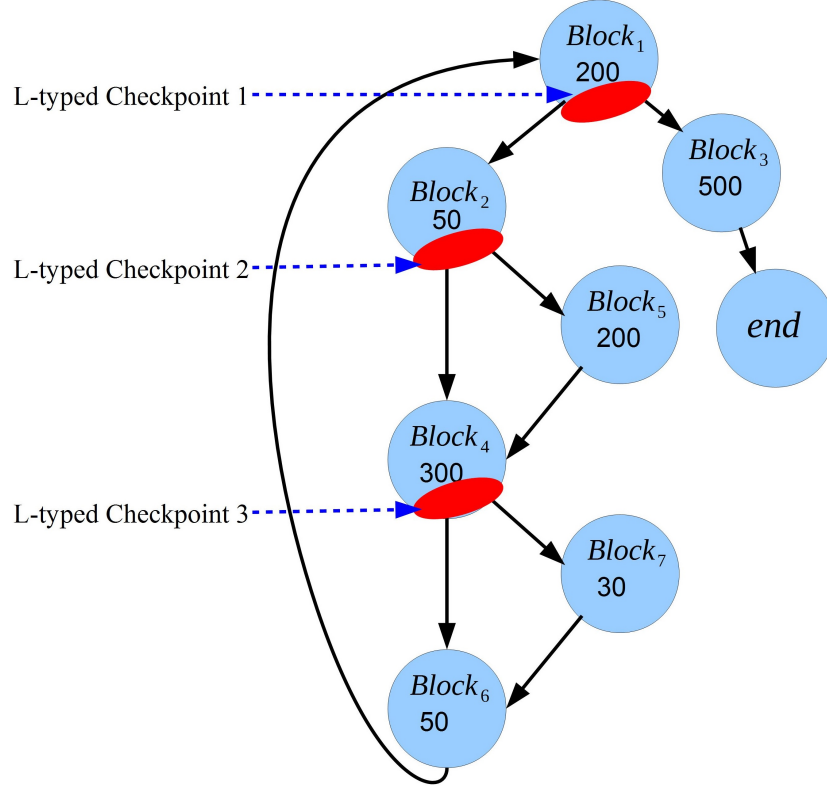 Block1
200
L-typed Checkpoint 1
Block3
500
Block2
50
L-typed Checkpoint 2
Block5
200
end
Block4
300
L-typed Checkpoint 3
Block7
30
Block6
50